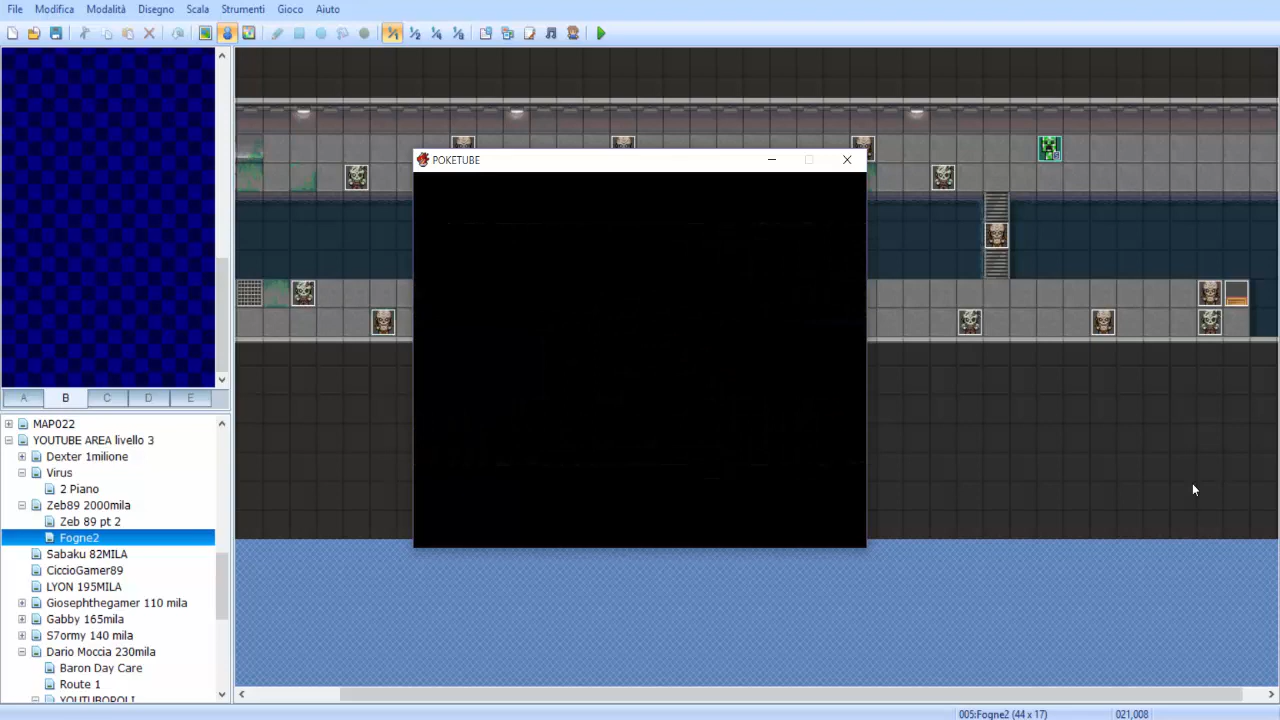 File Modifica Modalità Disegno Scala Strumenti Gioco Aiuto
POKETUBE
A B C D E
MAP022
YOUTUBE AREA livello 3
Dexter 1milione
Virus
2 Piano
Zeb89 2000mila
Zeb 89 pt 2
Fogne2
Sabaku 82MILA
CiccioGamer89
LYON 195MILA
Giosephthegamer 110 mila
Gabby 165mila
S7ormy 140 mila
Dario Moccia 230mila
Baron Day Care
Route 1
YOUTUBOPOLI
005:Fogne2 (44 x 17) 021,008